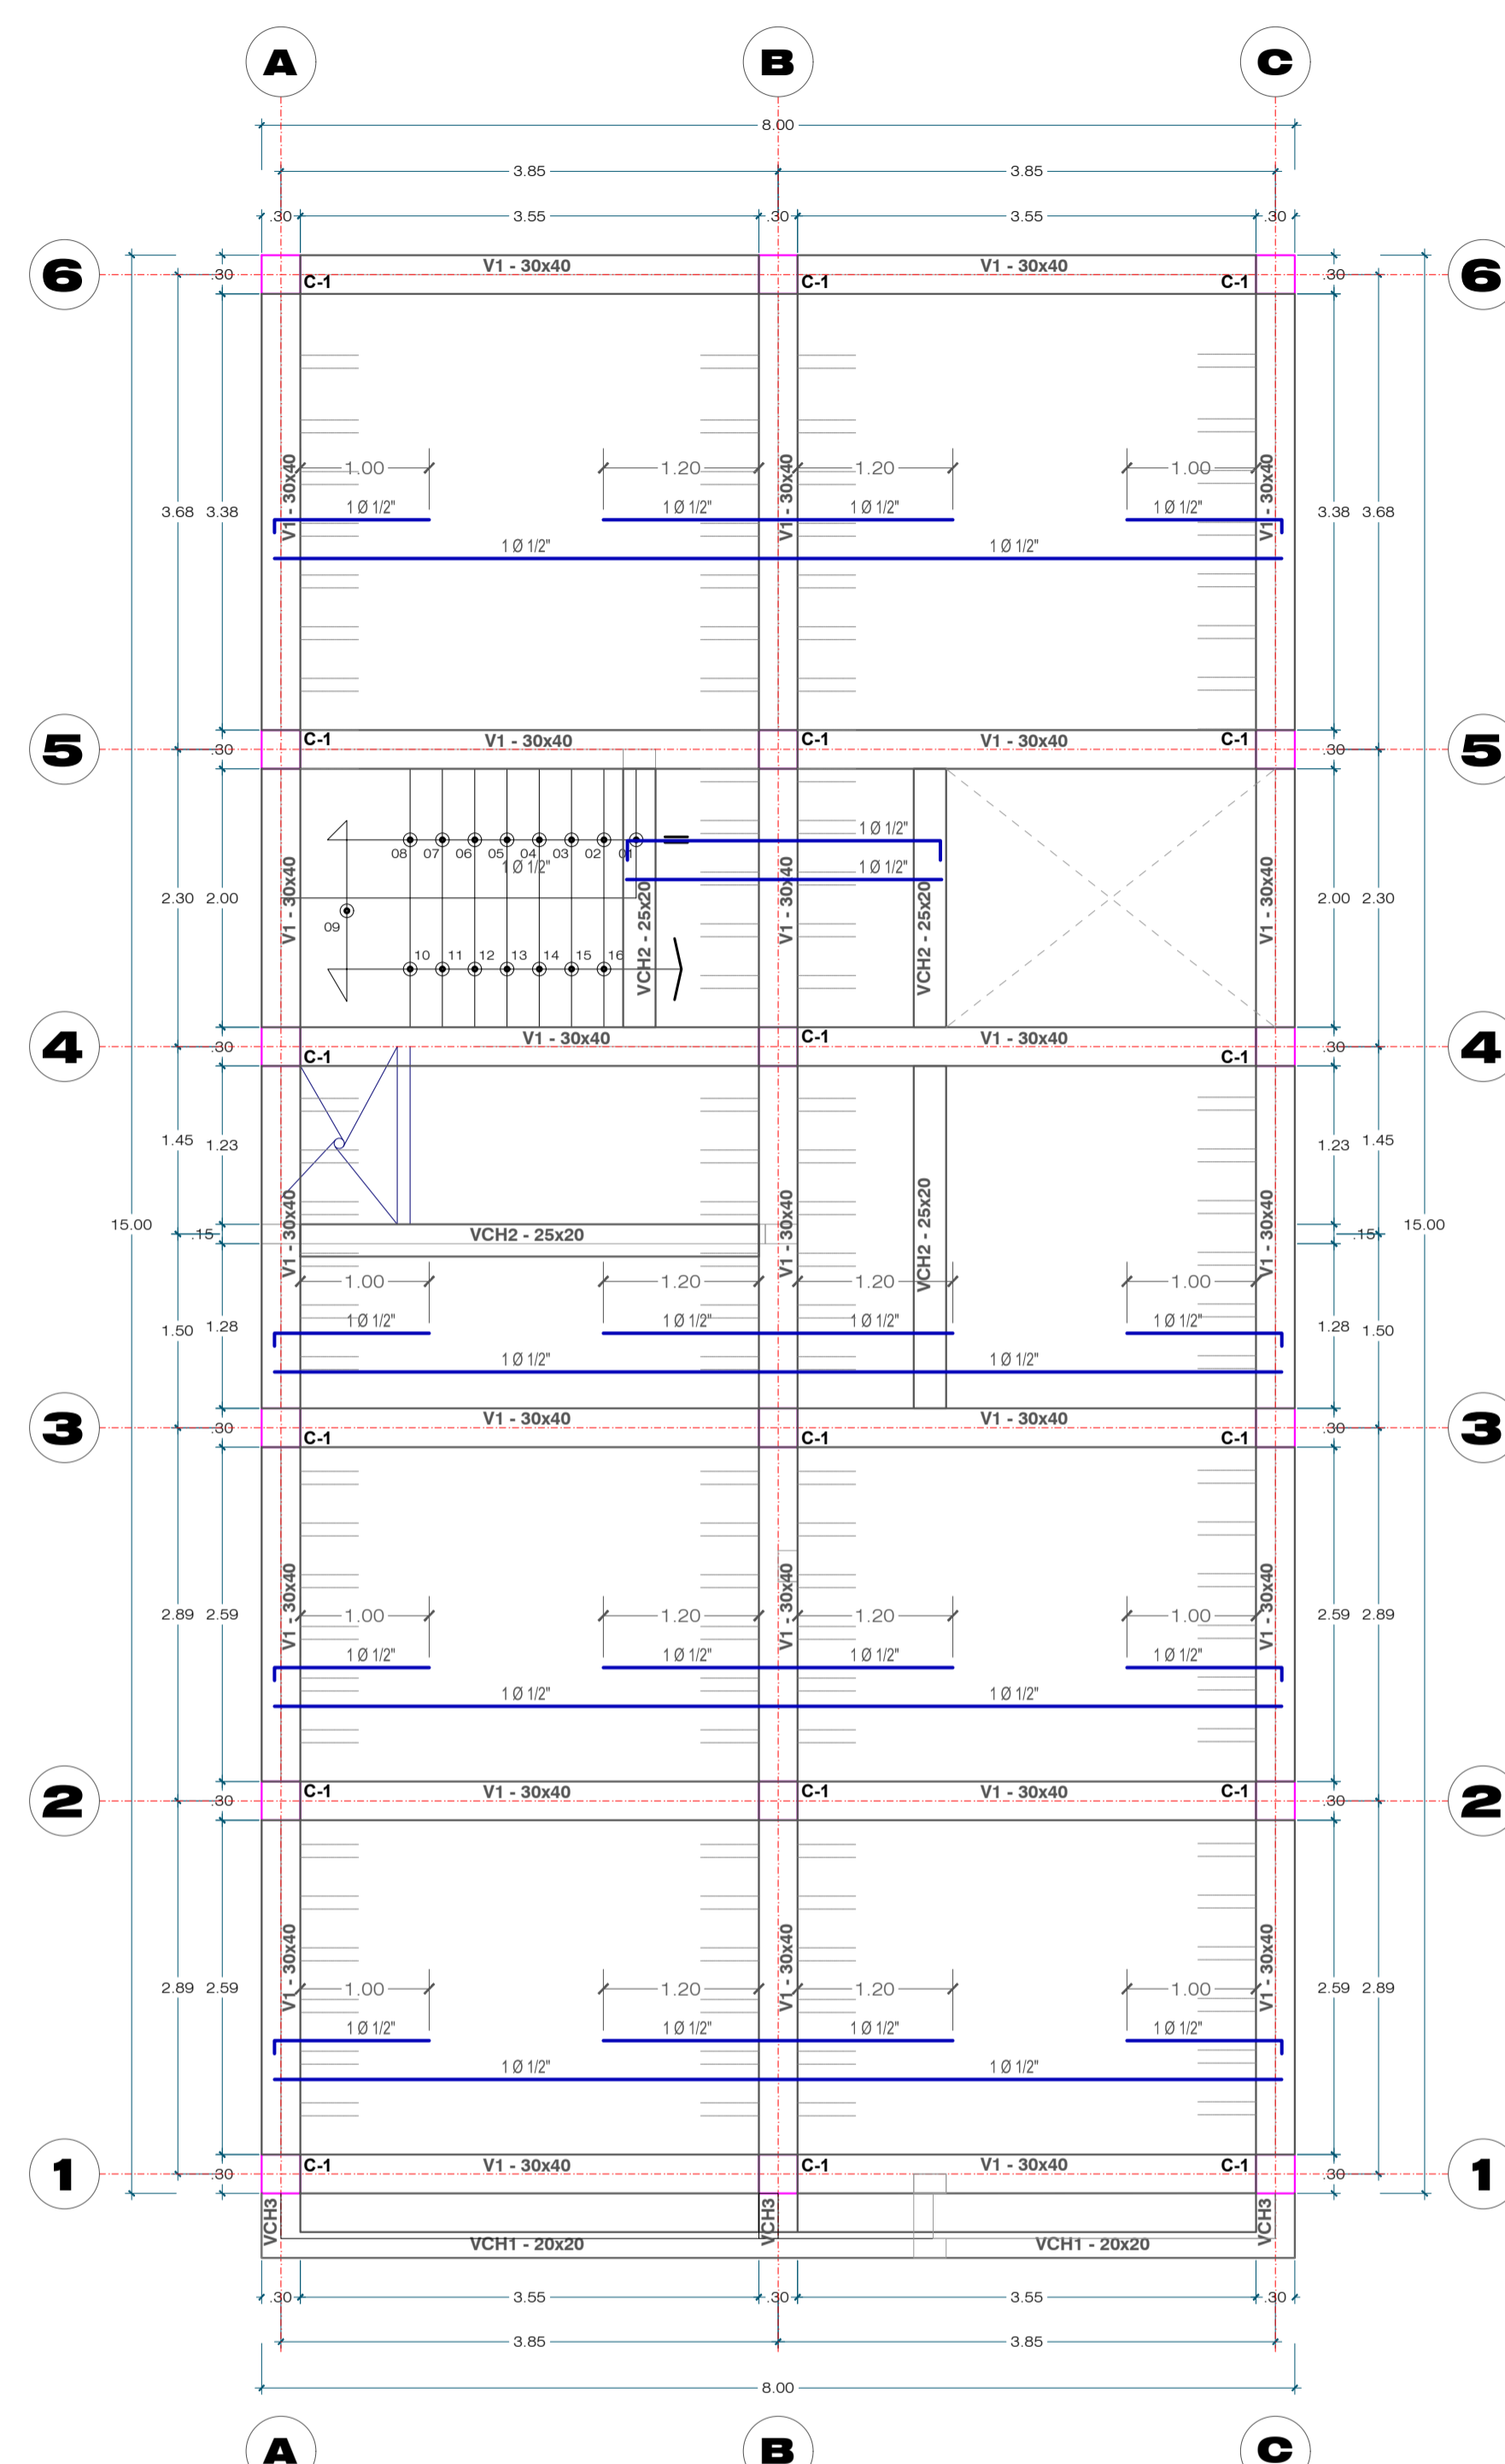 A B C
8.00
3.85 3.85
.30 3.55 .30 3.55 .30
6 .30 V1 - 30x40 V1 - 30x40 .30 6
C-1 C-1 C-1
1.00 1.20 1.20 1.00
V1 - 30x40 V1 - 30x40 V1 - 30x40
3.68 3.38 1 Ø 1/2" 1 Ø 1/2" 1 Ø 1/2" 1 Ø 1/2" 3.38 3.68
1 Ø 1/2" 1 Ø 1/2"
5 .30 C-1 V1 - 30x40 C-1 V1 - 30x40 C-1 .30 5
1 Ø 1/2"
08 07 06 05 04 03 02 01
1 Ø 1/2" 1 Ø 1/2"
2.30 2.00 V1 - 30x40 VCH2 - 25x20 V1 - 30x40 VCH2 - 25x20 V1 - 30x40 2.00 2.30
09
10 11 12 13 14 15 16
4 .30 V1 - 30x40 C-1 V1 - 30x40 .30 4
C-1 C-1
1.45 1.23 1.23 1.45
15.00 .15 V1 - 30x40 V1 - 30x40 VCH2 - 25x20 V1 - 30x40 .15 15.00
VCH2 - 25x20
1.00 1.20 1.20 1.00
1.50 1.28 1 Ø 1/2" 1 Ø 1/2" 1 Ø 1/2" 1 Ø 1/2" 1.28 1.50
1 Ø 1/2" 1 Ø 1/2"
3 .30 V1 - 30x40 V1 - 30x40 .30 3
C-1 C-1 C-1
V1 - 30x40 V1 - 30x40 V1 - 30x40
2.89 2.59 1.00 1.20 1.20 1.00 2.59 2.89
1 Ø 1/2" 1 Ø 1/2" 1 Ø 1/2" 1 Ø 1/2"
1 Ø 1/2" 1 Ø 1/2"
2 .30 C-1 V1 - 30x40 C-1 V1 - 30x40 C-1 .30 2
V1 - 30x40 V1 - 30x40 V1 - 30x40
2.89 2.59 1.00 1.20 1.20 1.00 2.59 2.89
1 Ø 1/2" 1 Ø 1/2" 1 Ø 1/2" 1 Ø 1/2"
1 Ø 1/2" 1 Ø 1/2"
1 .30 C-1 V1 - 30x40 C-1 V1 - 30x40 C-1 .30 1
VCH3 VCH3 VCH3
VCH1 - 20x20 VCH1 - 20x20
.30 3.55 .30 3.55 .30
3.85 3.85
8.00
A B C